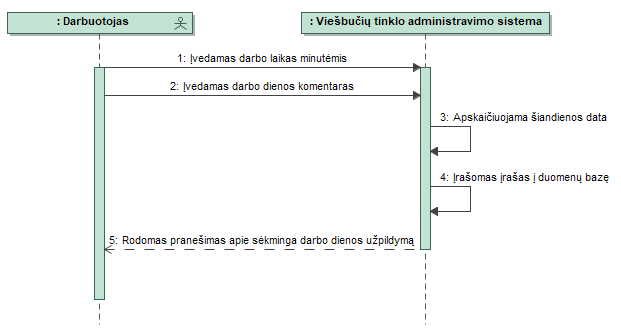 : Darbuotojas
: Viešbučių tinklo administravimo sistema
1: Įvedamas darbo laikas minutėmis
2: Įvedamas darbo dienos komentaras
3: Apskaičiuojama šiandienos data
4: Įrašomas įrašas į duomenų bazę
5: Rodomas pranešimas apie sėkminga darbo dienos užpildymą